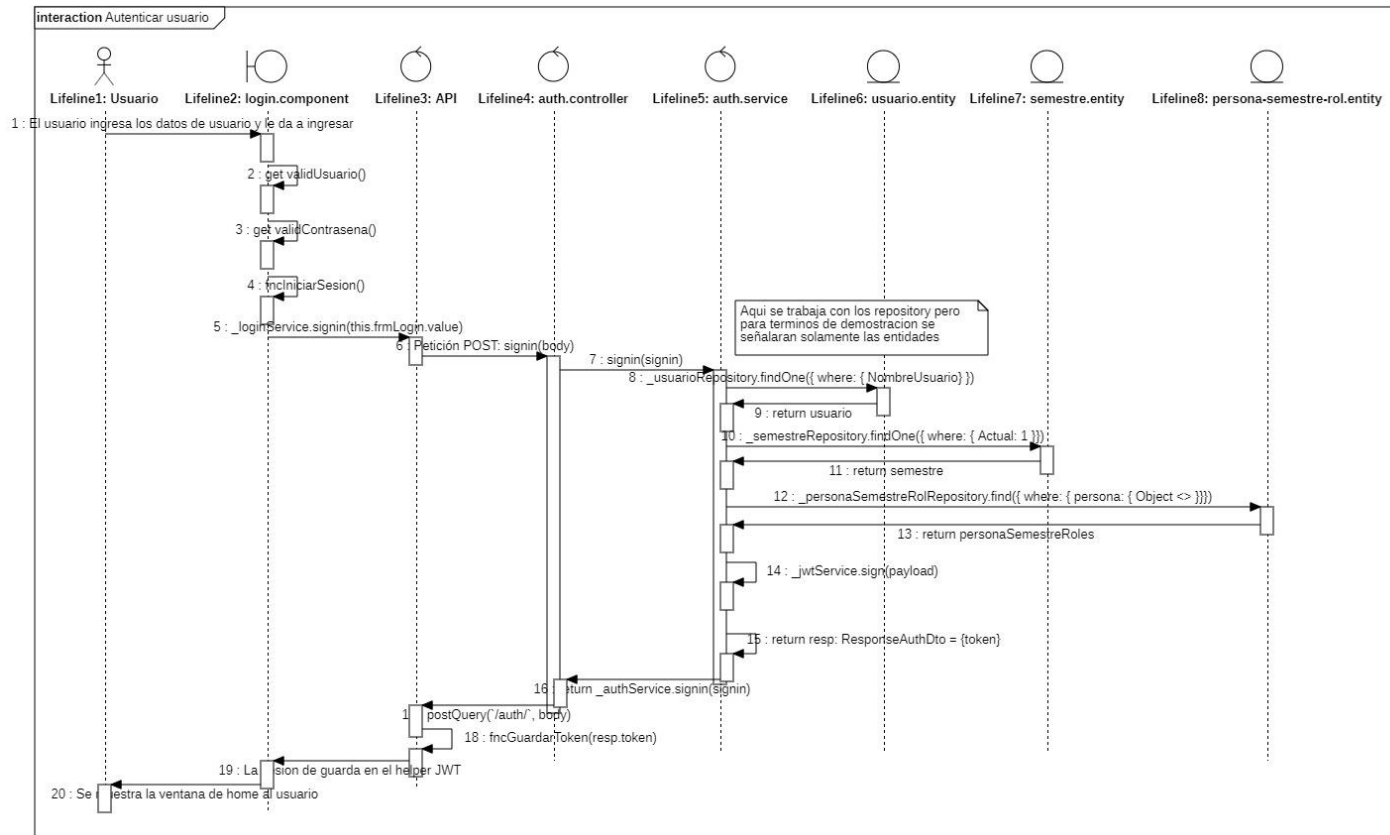 interaction Autenticar usuario
Lifeline1: Usuario
Lifeline2: login.component
Lifeline3: API
Lifeline4: auth.controller
Lifeline5: auth.service
Lifeline6: usuario.entity
Lifeline7: semestre.entity
Lifeline8: persona-semestre-rol.entity
1 : El usuario ingresa los datos de usuario y le da a ingresar
2 : get validUsuario()
3 : get validContrasena()
4 : fncIniciarSesion()
5 : _loginService.signin(this.frmLogin.value)
Aqui se trabaja con los repository pero
para terminos de demostracion se
señalaran solamente las entidades
6 : Petición POST: signin(body)
7 : signin(signin)
8 : _usuarioRepository.findOne({ where: { NombreUsuario} })
9 : return usuario
10 : _semestreRepository.findOne({ where: { Actual: 1 }})
11 : return semestre
12 : _personaSemestreRolRepository.find({ where: { persona: { Object <> }}})
13 : return personaSemestreRoles
14 : _jwtService.sign(payload)
15 : return resp: ResponseAuthDto = {token}
16 : return _authService.signin(signin)
postQuery(`/auth/`, body)
18 : fncGuardarToken(resp.token)
19 : La sesion de guarda en el helper JWT
20 : Se muestra la ventana de home al usuario